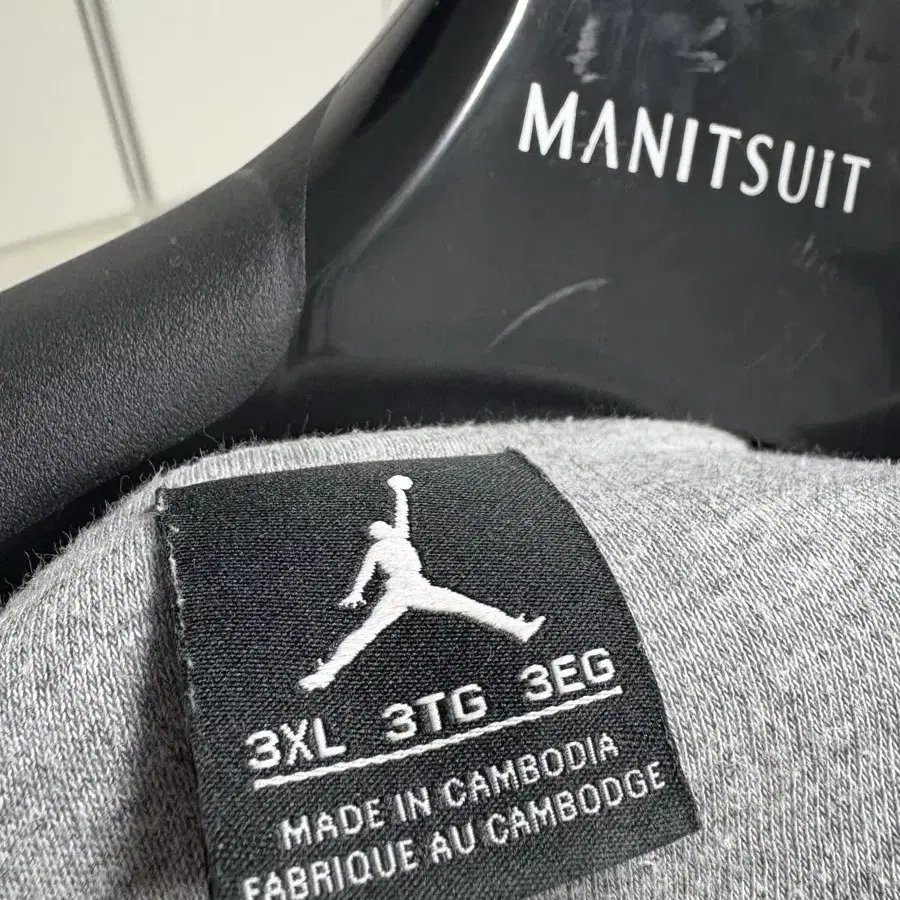 MANITSUIT
3XL 3TG 3EG
MADE IN CAMBODIA
FABRIQUE AU CAMBODGE